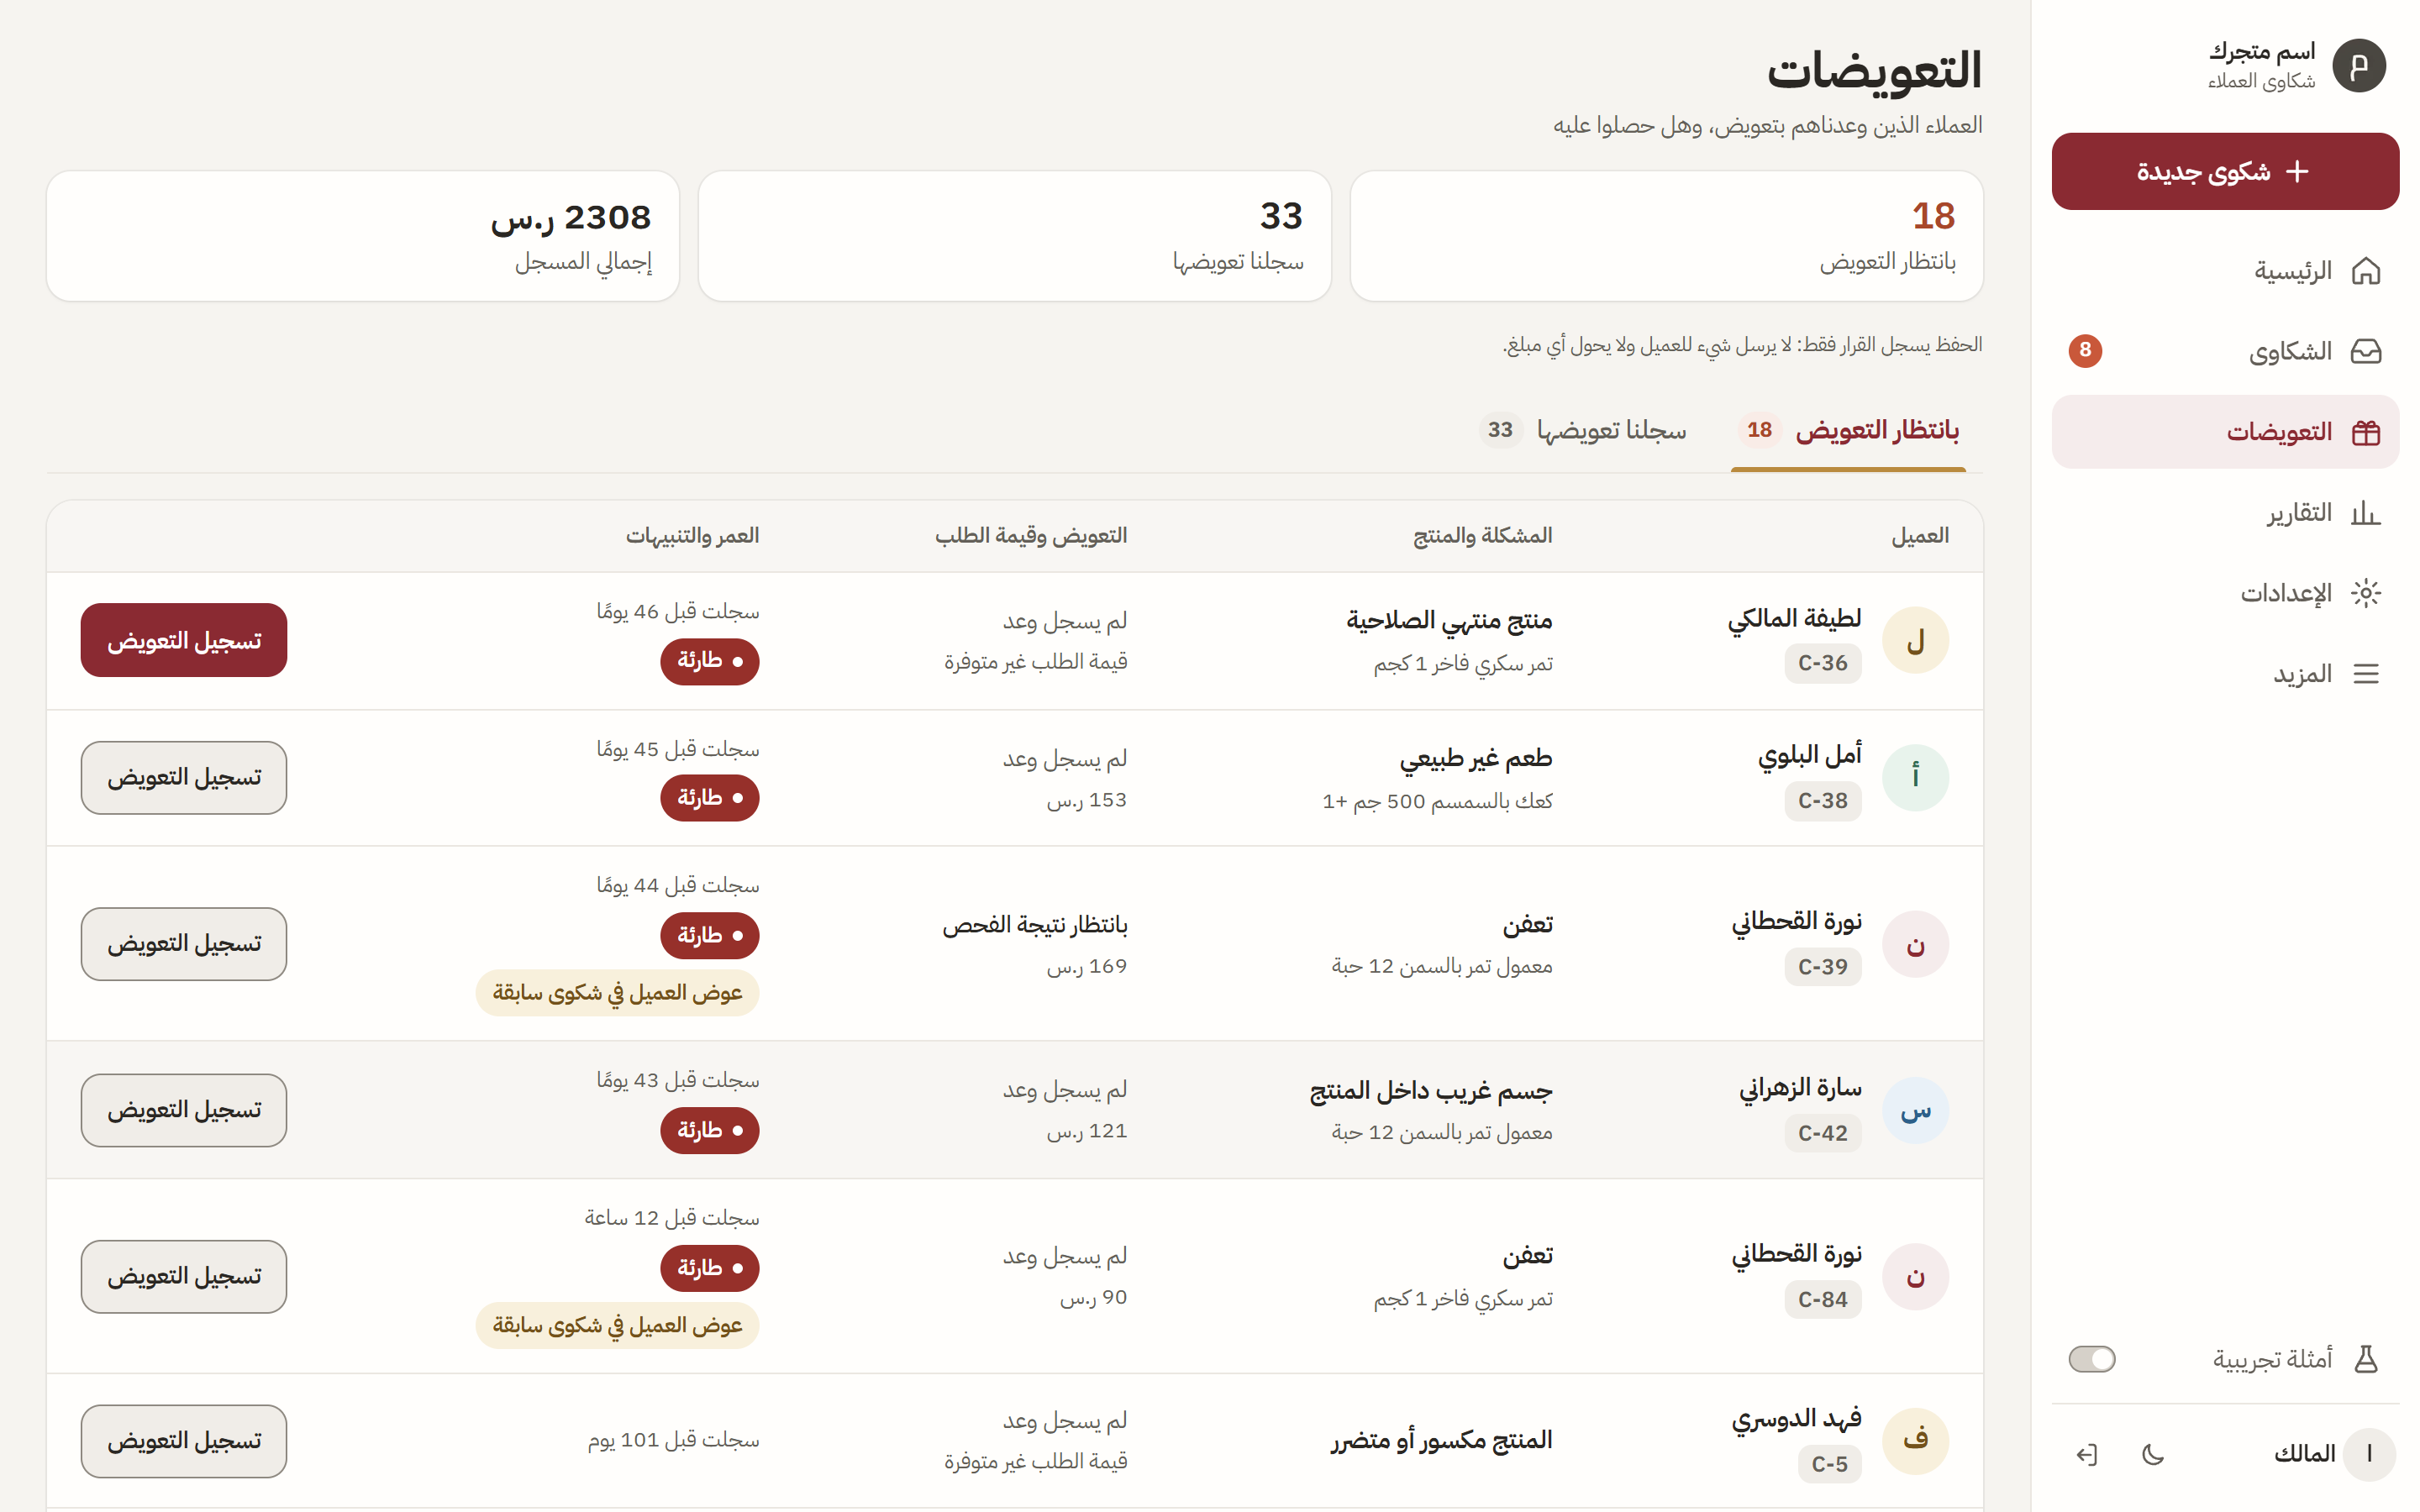 م
اسم متجرك
شكاوى العملاء
+ شكوى جديدة
الرئيسية
الشكاوى 8
التعويضات
التقارير
الإعدادات
المزيد
أمثلة تجريبية
ا المالك
التعويضات
العملاء الذين وعدناهم بتعويض، وهل حصلوا عليه
18
بانتظار التعويض
33
سجلنا تعويضها
2308 ر.س
إجمالي المسجل
الحفظ يسجل القرار فقط: لا يرسل شيء للعميل ولا يحول أي مبلغ.
بانتظار التعويض 18 سجلنا تعويضها 33
العميل المشكلة والمنتج التعويض وقيمة الطلب العمر والتنبيهات
ل
لطيفة المالكي
C-36
منتج منتهي الصلاحية
تمر سكري فاخر 1 كجم
لم يسجل وعد
قيمة الطلب غير متوفرة
سجلت قبل 46 يومًا
طارئة
تسجيل التعويض
أ
أمل البلوي
C-38
طعم غير طبيعي
كعك بالسمسم 500 جم +1
لم يسجل وعد
153 ر.س
سجلت قبل 45 يومًا
طارئة
تسجيل التعويض
ن
نورة القحطاني
C-39
تعفن
معمول تمر بالسمن 12 حبة
بانتظار نتيجة الفحص
169 ر.س
سجلت قبل 44 يومًا
طارئة
عوض العميل في شكوى سابقة
تسجيل التعويض
س
سارة الزهراني
C-42
جسم غريب داخل المنتج
معمول تمر بالسمن 12 حبة
لم يسجل وعد
121 ر.س
سجلت قبل 43 يومًا
طارئة
تسجيل التعويض
ن
نورة القحطاني
C-84
تعفن
تمر سكري فاخر 1 كجم
لم يسجل وعد
90 ر.س
سجلت قبل 12 ساعة
طارئة
عوض العميل في شكوى سابقة
تسجيل التعويض
ف
فهد الدوسري
C-5
المنتج مكسور أو متضرر
لم يسجل وعد
قيمة الطلب غير متوفرة
سجلت قبل 101 يوم
تسجيل التعويض